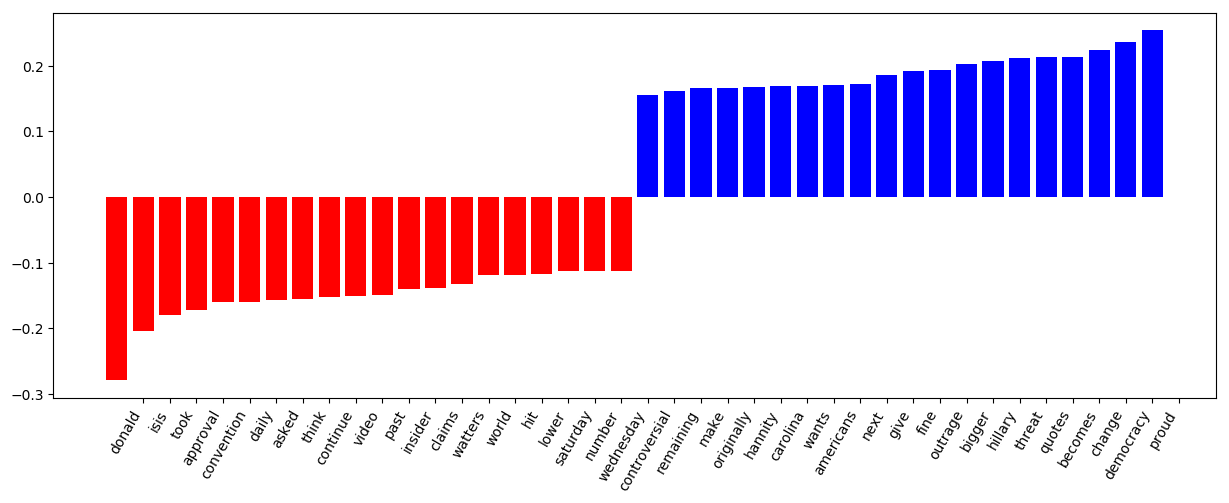 0.2
0.1
0.0
−0.1
−0.2
−0.3
donald
isis
took
approval
convention
daily
asked
think
continue
video
past
insider
claims
watters
world
hit
lower
saturday
number
wednesday
controversial
remaining
make
originally
hannity
carolina
wants
americans
next
give
fine
outrage
bigger
hillary
threat
quotes
becomes
change
democracy
proud